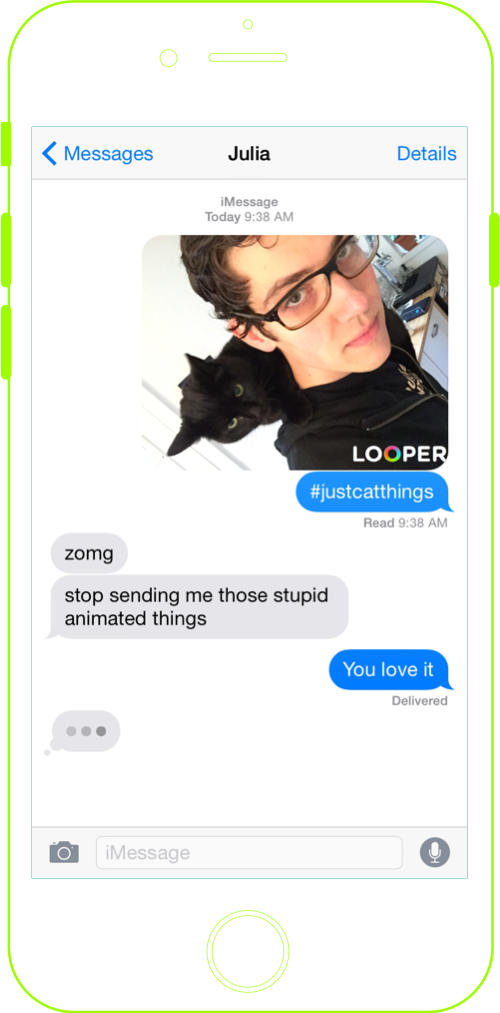 Messages
Julia
Details
iMessage
Today 9:38 AM
LOOPER
#justcatthings
Read 9:38 AM
zomg
stop sending me those stupid
animated things
You love it
Delivered
iMessage